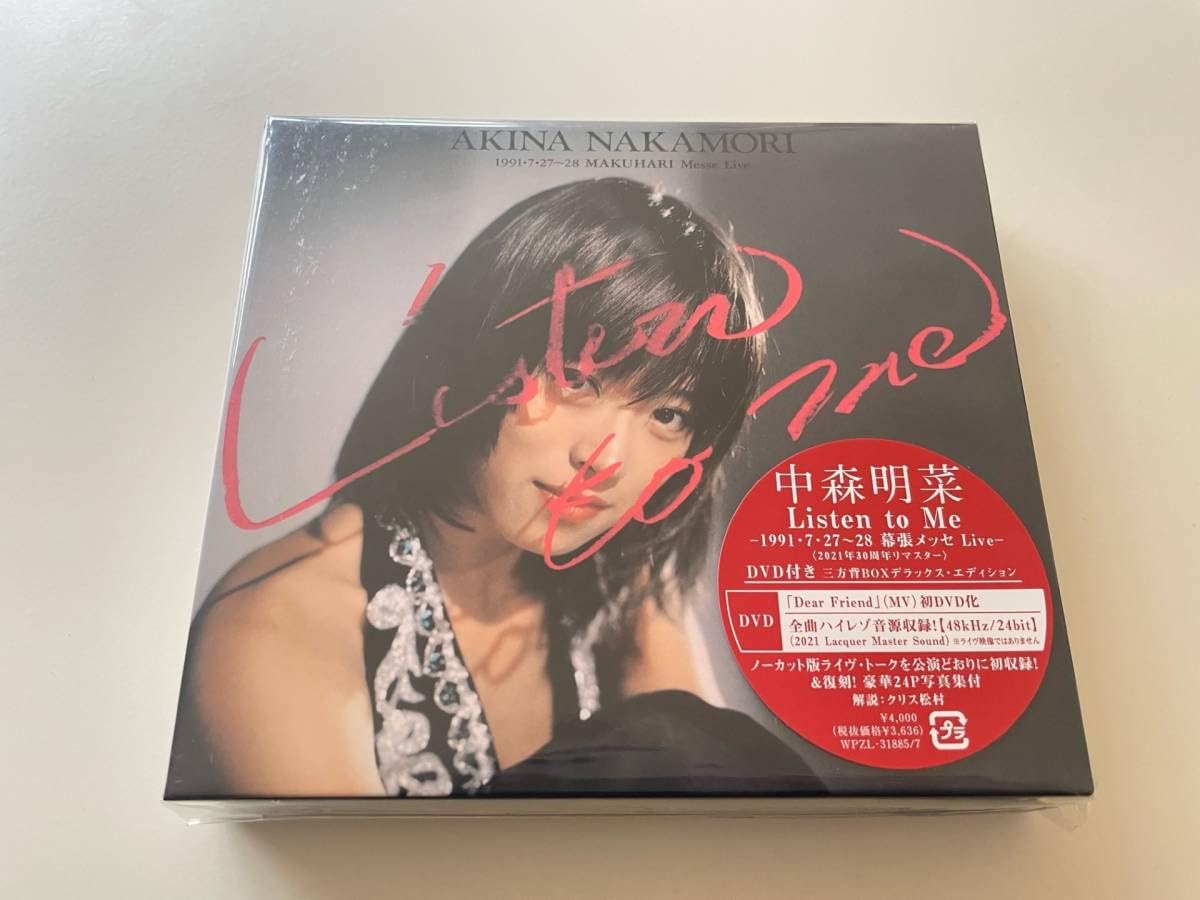 AKINA NAKAMORI
1991・7・27〜28 MAKUHARI Messe Live
Listen
to me
中森明菜
Listen to Me
-1991・7・27〜28 幕張メッセ Live-
〈2021年30周年リマスター〉
DVD付き 三方背BOXデラックス・エディション
DVD
「Dear Friend」(MV)初DVD化
全曲ハイレゾ音源収録!【48kHz/24bit】
(2021 Lacquer Master Sound) ※ライヴ映像ではありません
ノーカット版ライヴ・トークを公演どおりに初収録!
&復刻! 豪華24P写真集付
解説:クリス松村
¥4,000
(税抜価格¥3,636)
WPZL-31885/7
プラ